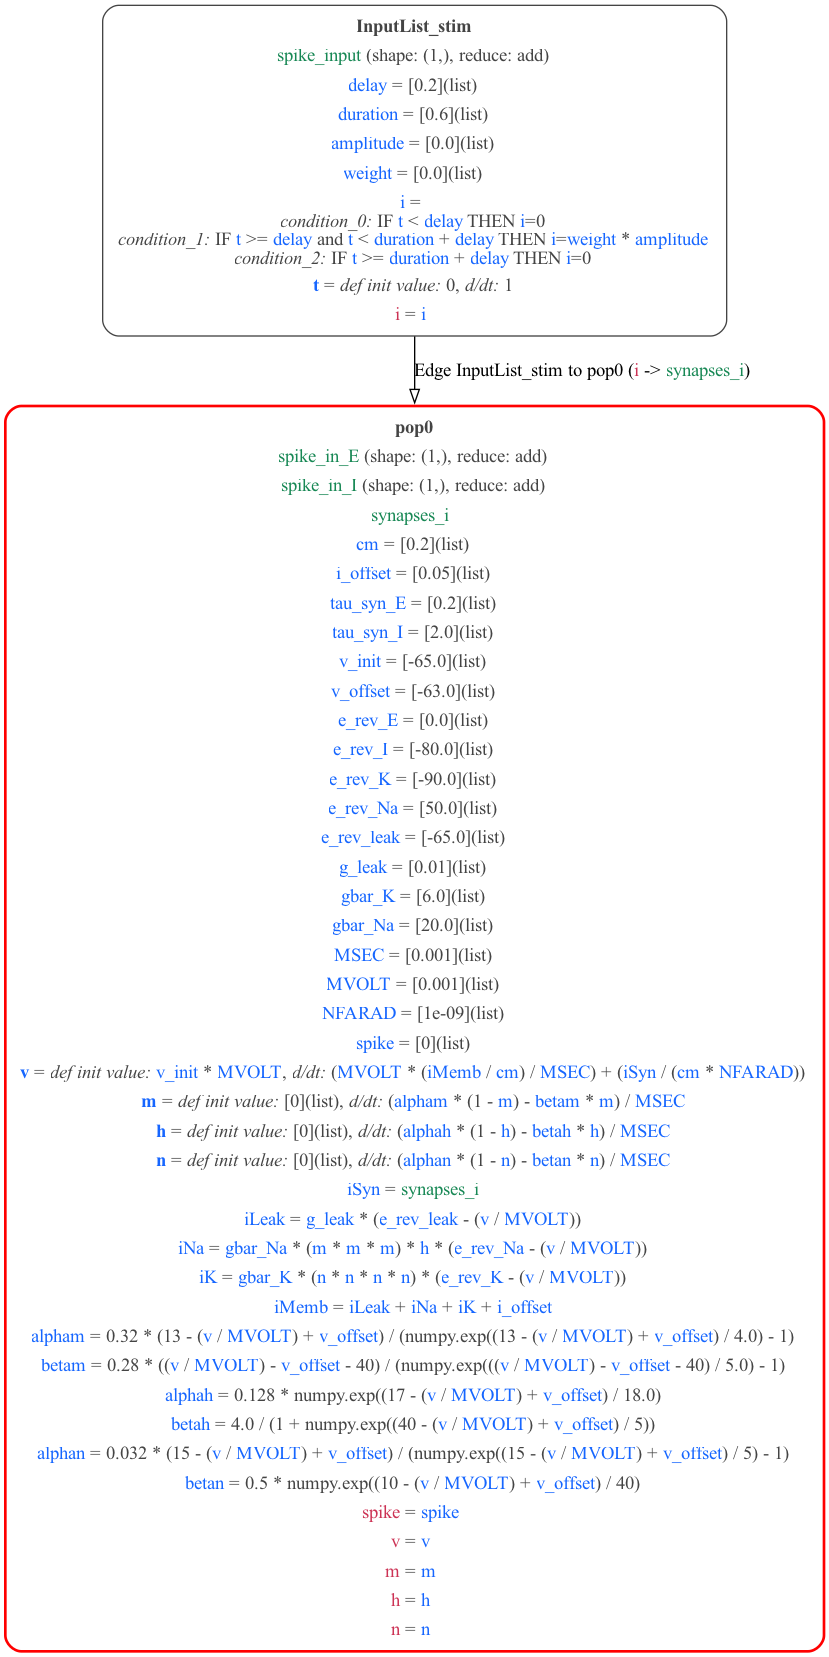 InputList_stim
spike_input (shape: (1,), reduce: add)
delay = [0.2](list)
duration = [0.6](list)
amplitude = [0.0](list)
weight = [0.0](list)
i =
condition_0: IF t < delay THEN i=0
condition_1: IF t >= delay and t < duration + delay THEN i=weight * amplitude
condition_2: IF t >= duration + delay THEN i=0
t = def init value: 0, d/dt: 1
i = i
Edge InputList_stim to pop0 (i -> synapses_i)
pop0
spike_in_E (shape: (1,), reduce: add)
spike_in_I (shape: (1,), reduce: add)
synapses_i
cm = [0.2](list)
i_offset = [0.05](list)
tau_syn_E = [0.2](list)
tau_syn_I = [2.0](list)
v_init = [-65.0](list)
v_offset = [-63.0](list)
e_rev_E = [0.0](list)
e_rev_I = [-80.0](list)
e_rev_K = [-90.0](list)
e_rev_Na = [50.0](list)
e_rev_leak = [-65.0](list)
g_leak = [0.01](list)
gbar_K = [6.0](list)
gbar_Na = [20.0](list)
MSEC = [0.001](list)
MVOLT = [0.001](list)
NFARAD = [1e-09](list)
spike = [0](list)
v = def init value: v_init * MVOLT, d/dt: (MVOLT * (iMemb / cm) / MSEC) + (iSyn / (cm * NFARAD))
m = def init value: [0](list), d/dt: (alpham * (1 - m) - betam * m) / MSEC
h = def init value: [0](list), d/dt: (alphah * (1 - h) - betah * h) / MSEC
n = def init value: [0](list), d/dt: (alphan * (1 - n) - betan * n) / MSEC
iSyn = synapses_i
iLeak = g_leak * (e_rev_leak - (v / MVOLT))
iNa = gbar_Na * (m * m * m) * h * (e_rev_Na - (v / MVOLT))
iK = gbar_K * (n * n * n * n) * (e_rev_K - (v / MVOLT))
iMemb = iLeak + iNa + iK + i_offset
alpham = 0.32 * (13 - (v / MVOLT) + v_offset) / (numpy.exp((13 - (v / MVOLT) + v_offset) / 4.0) - 1)
betam = 0.28 * ((v / MVOLT) - v_offset - 40) / (numpy.exp(((v / MVOLT) - v_offset - 40) / 5.0) - 1)
alphah = 0.128 * numpy.exp((17 - (v / MVOLT) + v_offset) / 18.0)
betah = 4.0 / (1 + numpy.exp((40 - (v / MVOLT) + v_offset) / 5))
alphan = 0.032 * (15 - (v / MVOLT) + v_offset) / (numpy.exp((15 - (v / MVOLT) + v_offset) / 5) - 1)
betan = 0.5 * numpy.exp((10 - (v / MVOLT) + v_offset) / 40)
spike = spike
v = v
m = m
h = h
n = n